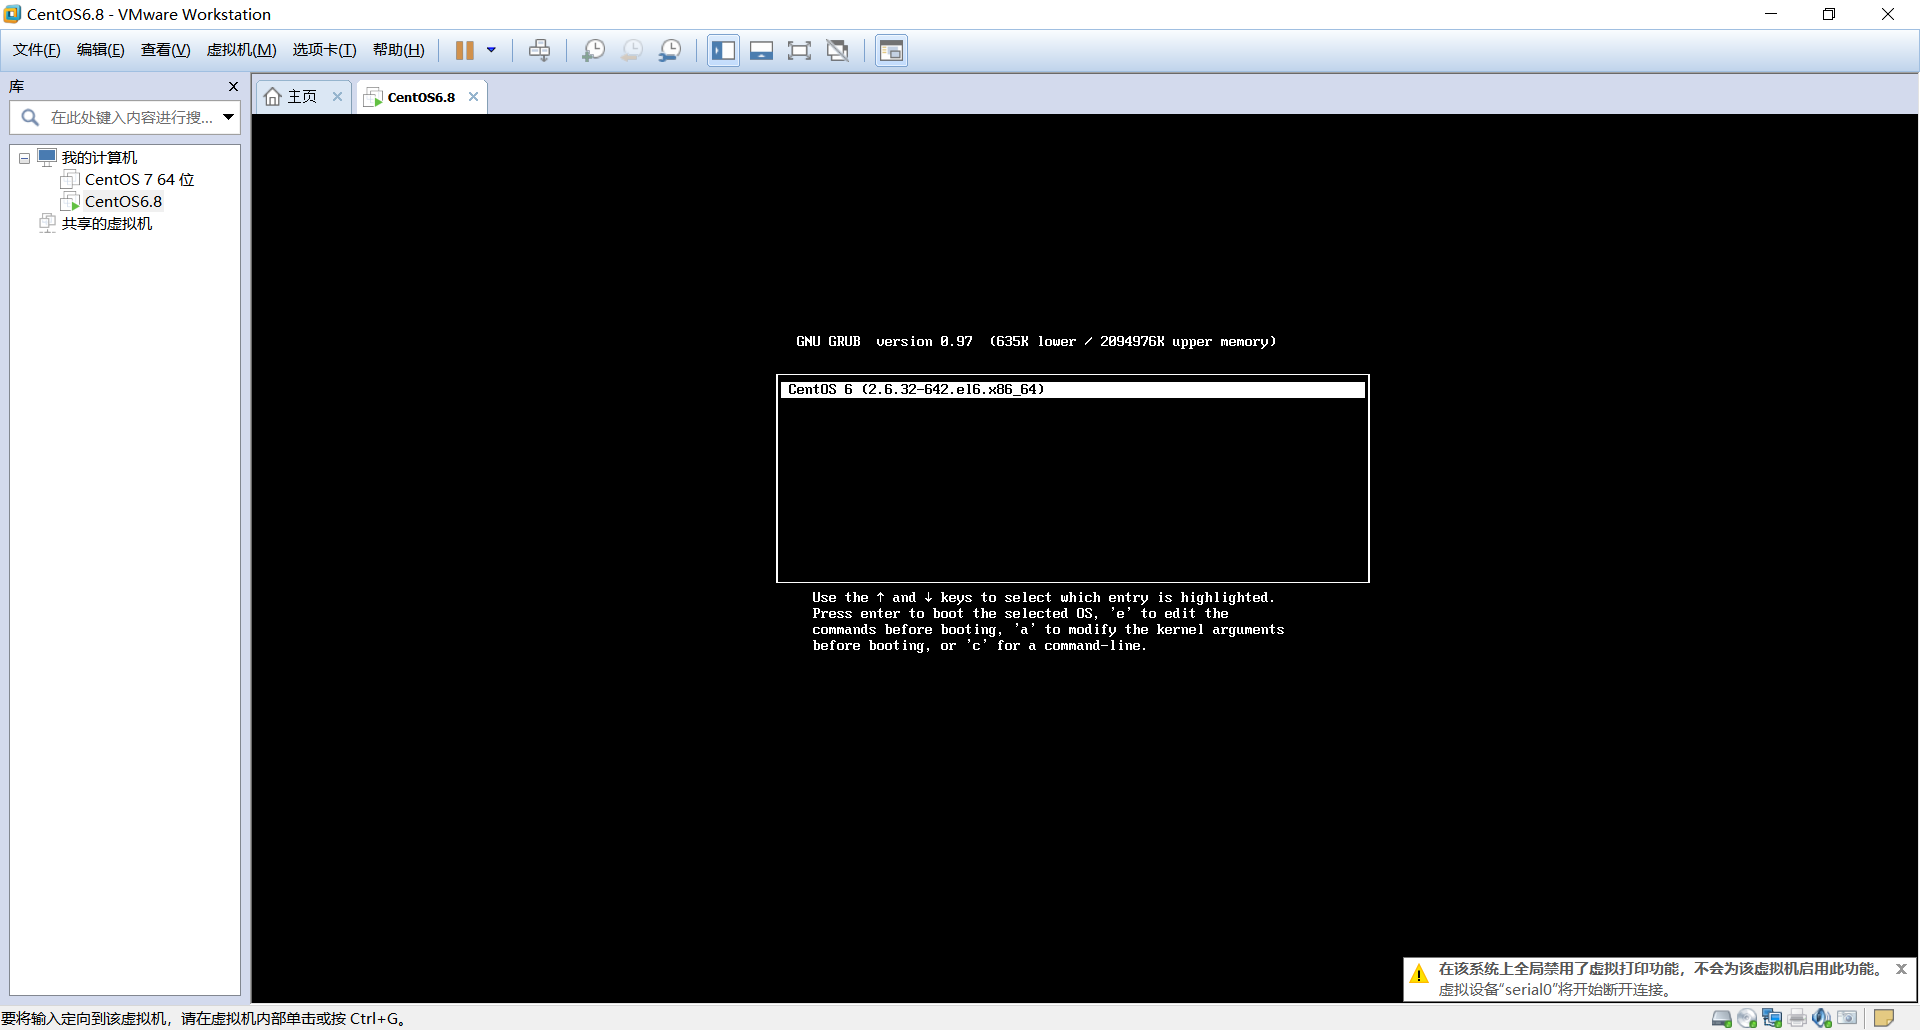 CentOS6.8 - VMware Workstation
文件(F) 编辑(E) 查看(V) 虚拟机(M) 选项卡(T) 帮助(H)
库
在此处键入内容进行搜...
我的计算机
CentOS 7 64 位
CentOS6.8
共享的虚拟机
主页 CentOS6.8
GNU GRUB version 0.97 (635K lower / 2094976K upper memory)
CentOS 6 (2.6.32-642.el6.x86_64)
Use the ↑ and ↓ keys to select which entry is highlighted.
Press enter to boot the selected OS, 'e' to edit the
commands before booting, 'a' to modify the kernel arguments
before booting, or 'c' for a command-line.
在该系统上全局禁用了虚拟打印功能，不会为该虚拟机启用此功能。
虚拟设备“serial0”将开始断开连接。
要将输入定向到该虚拟机，请在虚拟机内部单击或按 Ctrl+G。